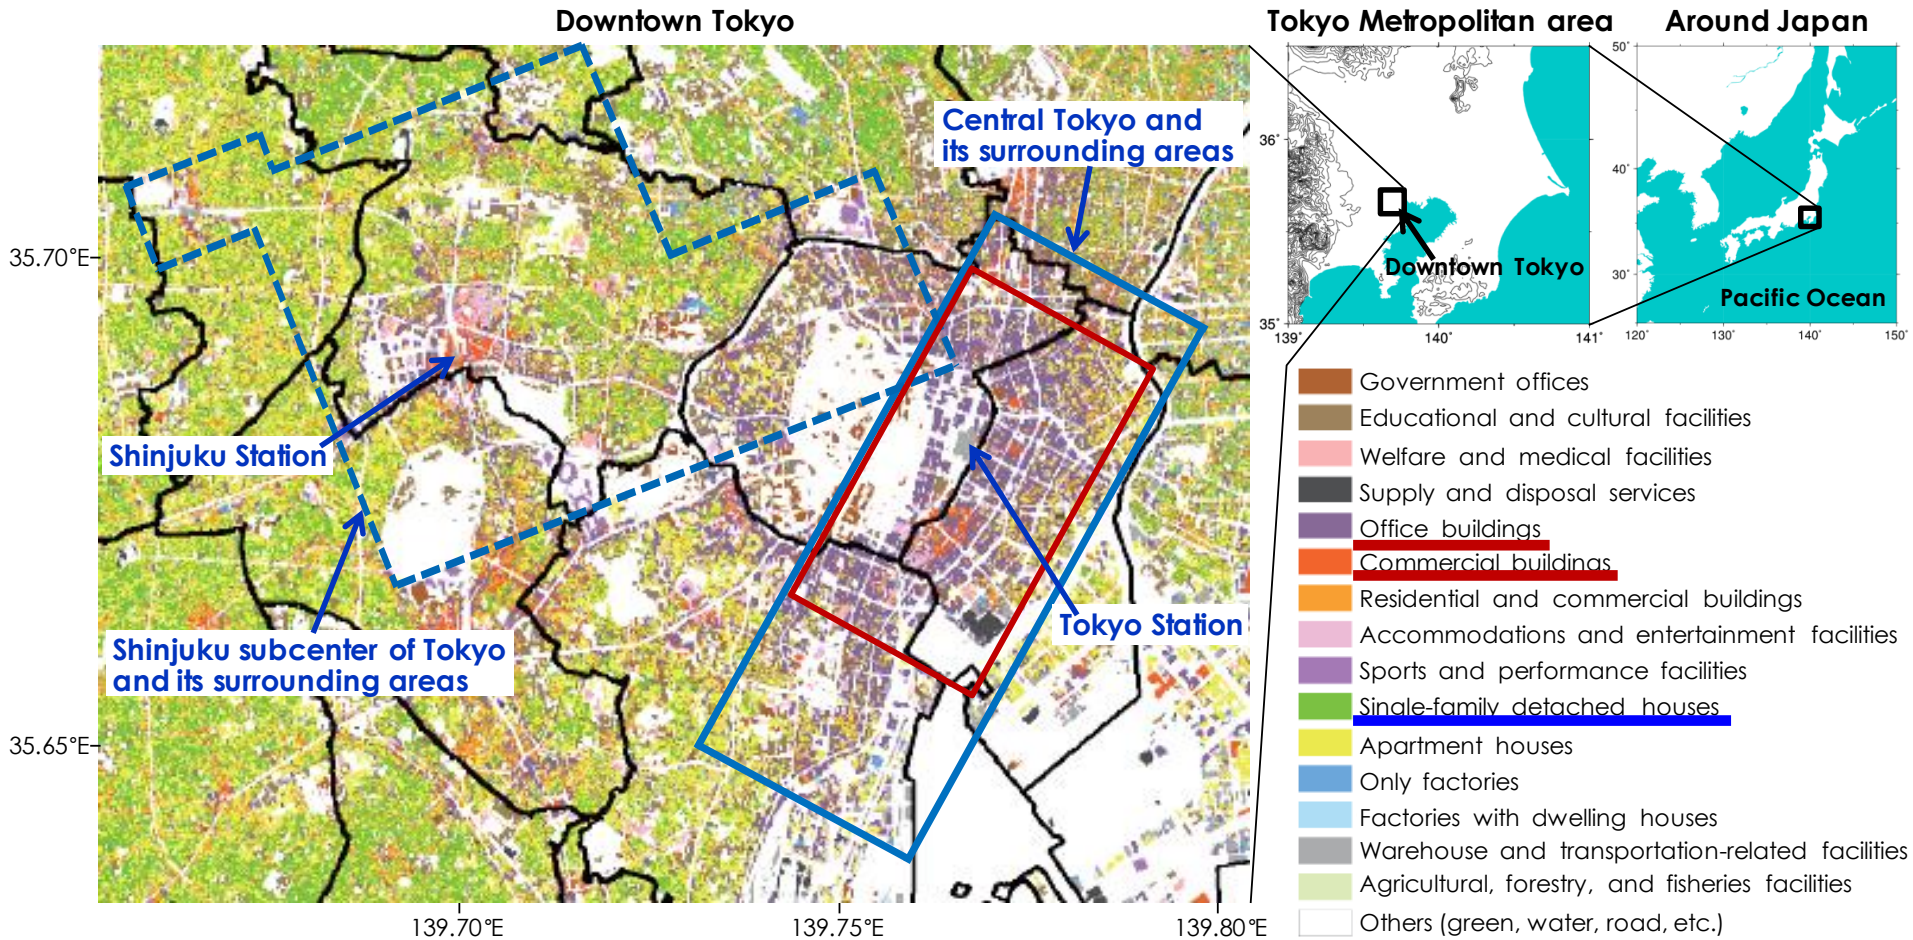 Downtown Tokyo
Tokyo Metropolitan area
Around Japan
Central Tokyo and
its surrounding areas
35.70°E
35.65°E
139.70°E
139.75°E
139.80°E
Shinjuku Station
Shinjuku subcenter of Tokyo
and its surrounding areas
Tokyo Station
36°
35°
139°
140°
141°
Downtown Tokyo
50°
40°
30°
120°
130°
140°
150°
Pacific Ocean
Government offices
Educational and cultural facilities
Welfare and medical facilities
Supply and disposal services
Office buildings
Commercial buildings
Residential and commercial buildings
Accommodations and entertainment facilities
Sports and performance facilities
Single-family detached houses
Apartment houses
Only factories
Factories with dwelling houses
Warehouse and transportation-related facilities
Agricultural, forestry, and fisheries facilities
Others (green, water, road, etc.)